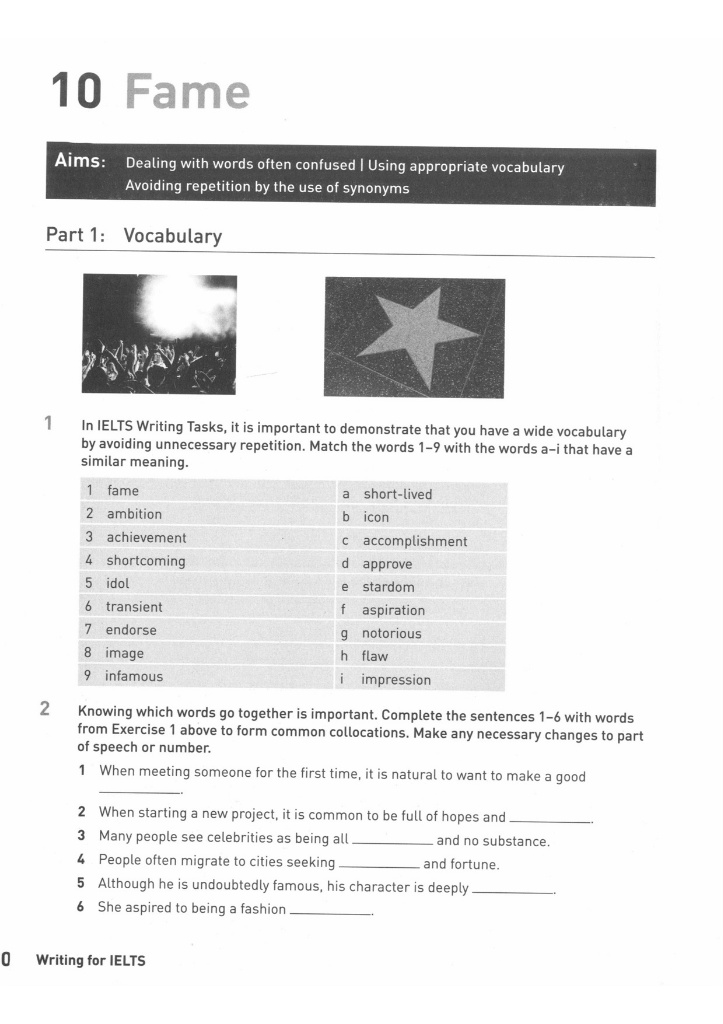 10 Fame
Aims: Dealing with words often confused | Using appropriate vocabulary
Avoiding repetition by the use of synonyms
Part 1: Vocabulary
1 In IELTS Writing Tasks, it is important to demonstrate that you have a wide vocabulary
by avoiding unnecessary repetition. Match the words 1–9 with the words a–i that have a
similar meaning.
1 fame a short-lived
2 ambition b icon
3 achievement c accomplishment
4 shortcoming d approve
5 idol e stardom
6 transient f aspiration
7 endorse g notorious
8 image h flaw
9 infamous i impression
2 Knowing which words go together is important. Complete the sentences 1–6 with words
from Exercise 1 above to form common collocations. Make any necessary changes to part
of speech or number.
1 When meeting someone for the first time, it is natural to want to make a good
____________.
2 When starting a new project, it is common to be full of hopes and ____________.
3 Many people see celebrities as being all ____________ and no substance.
4 People often migrate to cities seeking ____________ and fortune.
5 Although he is undoubtedly famous, his character is deeply ____________.
6 She aspired to being a fashion ____________.
0 Writing for IELTS